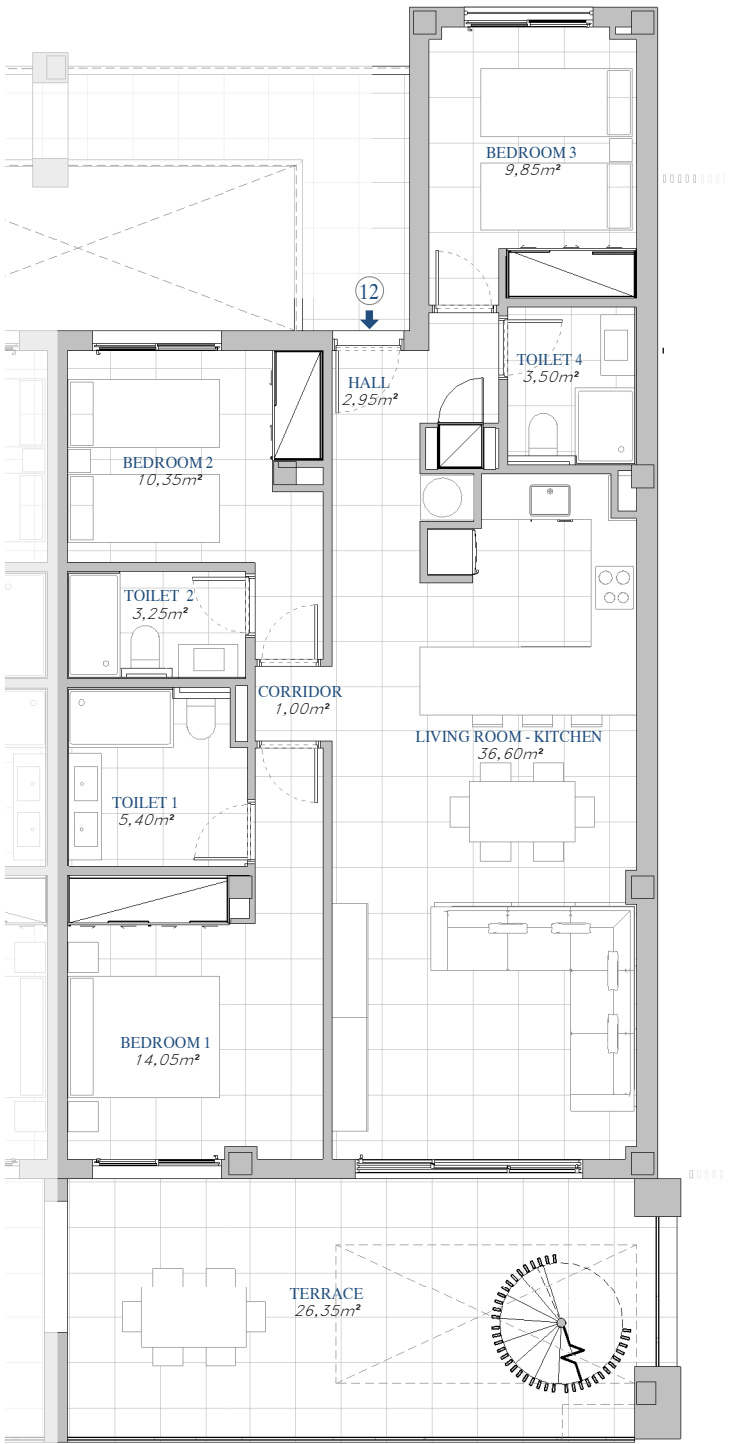 BEDROOM 3
9,85m²
12
TOILET 4
3,50m²
HALL
2,95m²
BEDROOM 2
10,35m²
TOILET 2
3,25m²
CORRIDOR
1,00m²
LIVING ROOM - KITCHEN
36,60m²
TOILET 1
5,40m²
BEDROOM 1
14,05m²
TERRACE
26,35m²